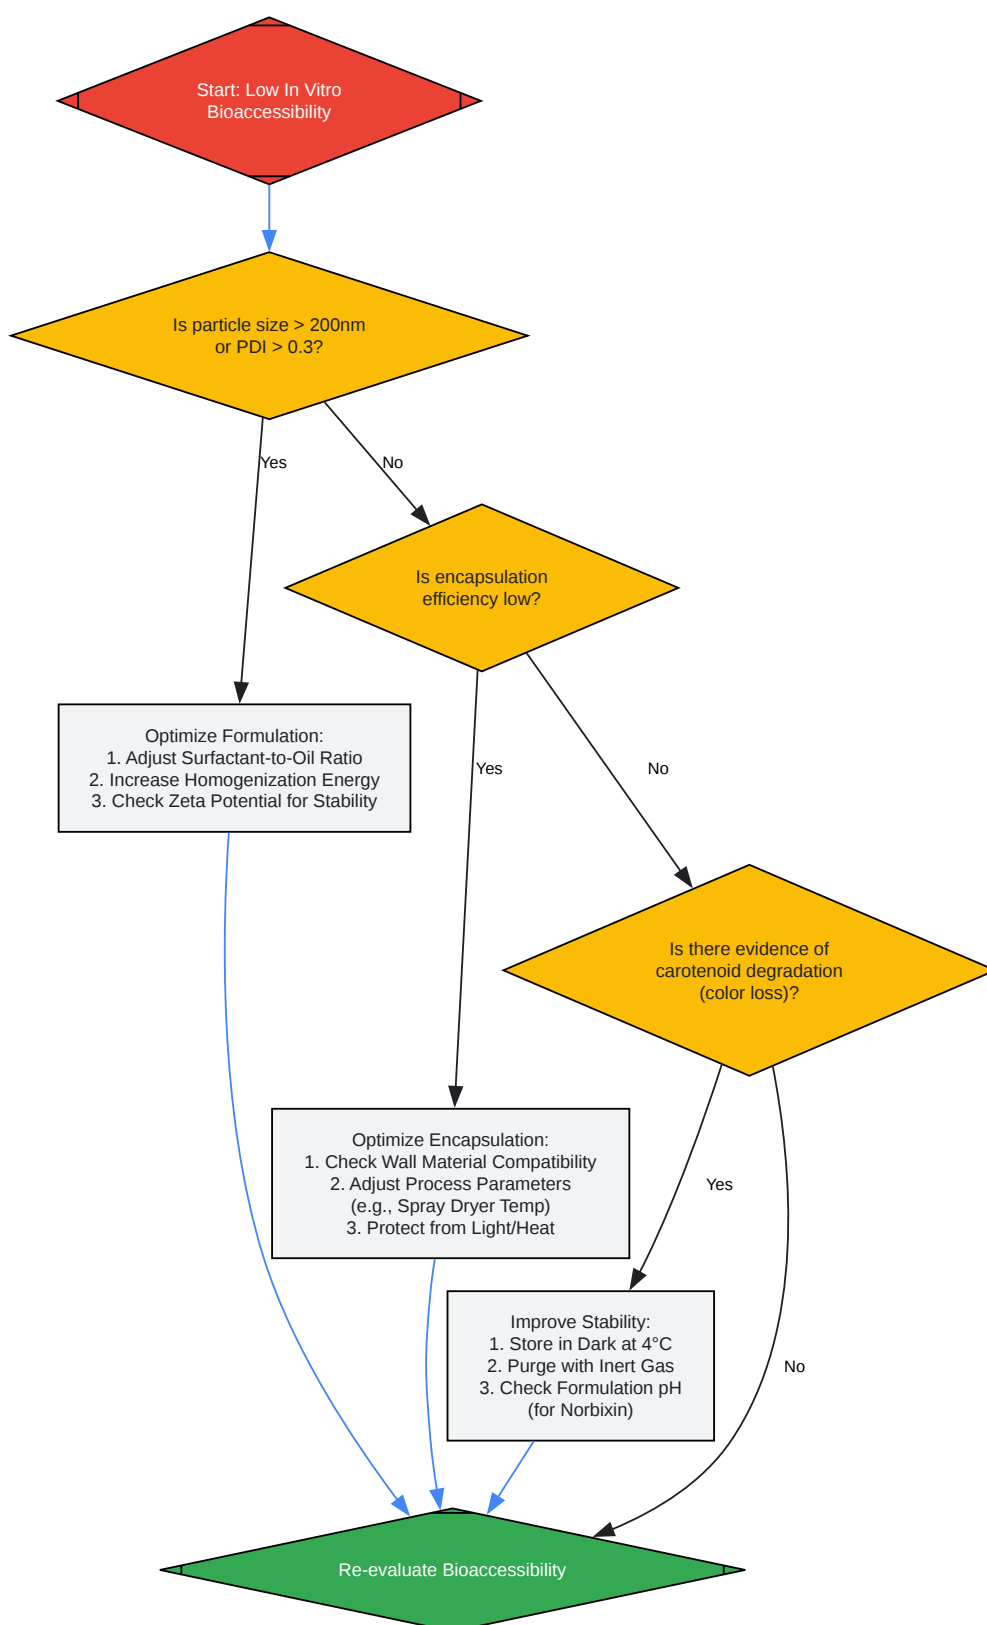 Start: Low In Vitro
Bioaccessibility
Is particle size > 200nm
or PDI > 0.3?
Yes
No
Is encapsulation
efficiency low?
Optimize Formulation:
1. Adjust Surfactant-to-Oil Ratio
2. Increase Homogenization Energy
3. Check Zeta Potential for Stability
Yes
No
Is there evidence of
carotenoid degradation
(color loss)?
Optimize Encapsulation:
1. Check Wall Material Compatibility
2. Adjust Process Parameters
(e.g., Spray Dryer Temp)
3. Protect from Light/Heat
Yes
Improve Stability:
1. Store in Dark at 4°C
2. Purge with Inert Gas
3. Check Formulation pH
(for Norbixin)
No
Re-evaluate Bioaccessibility